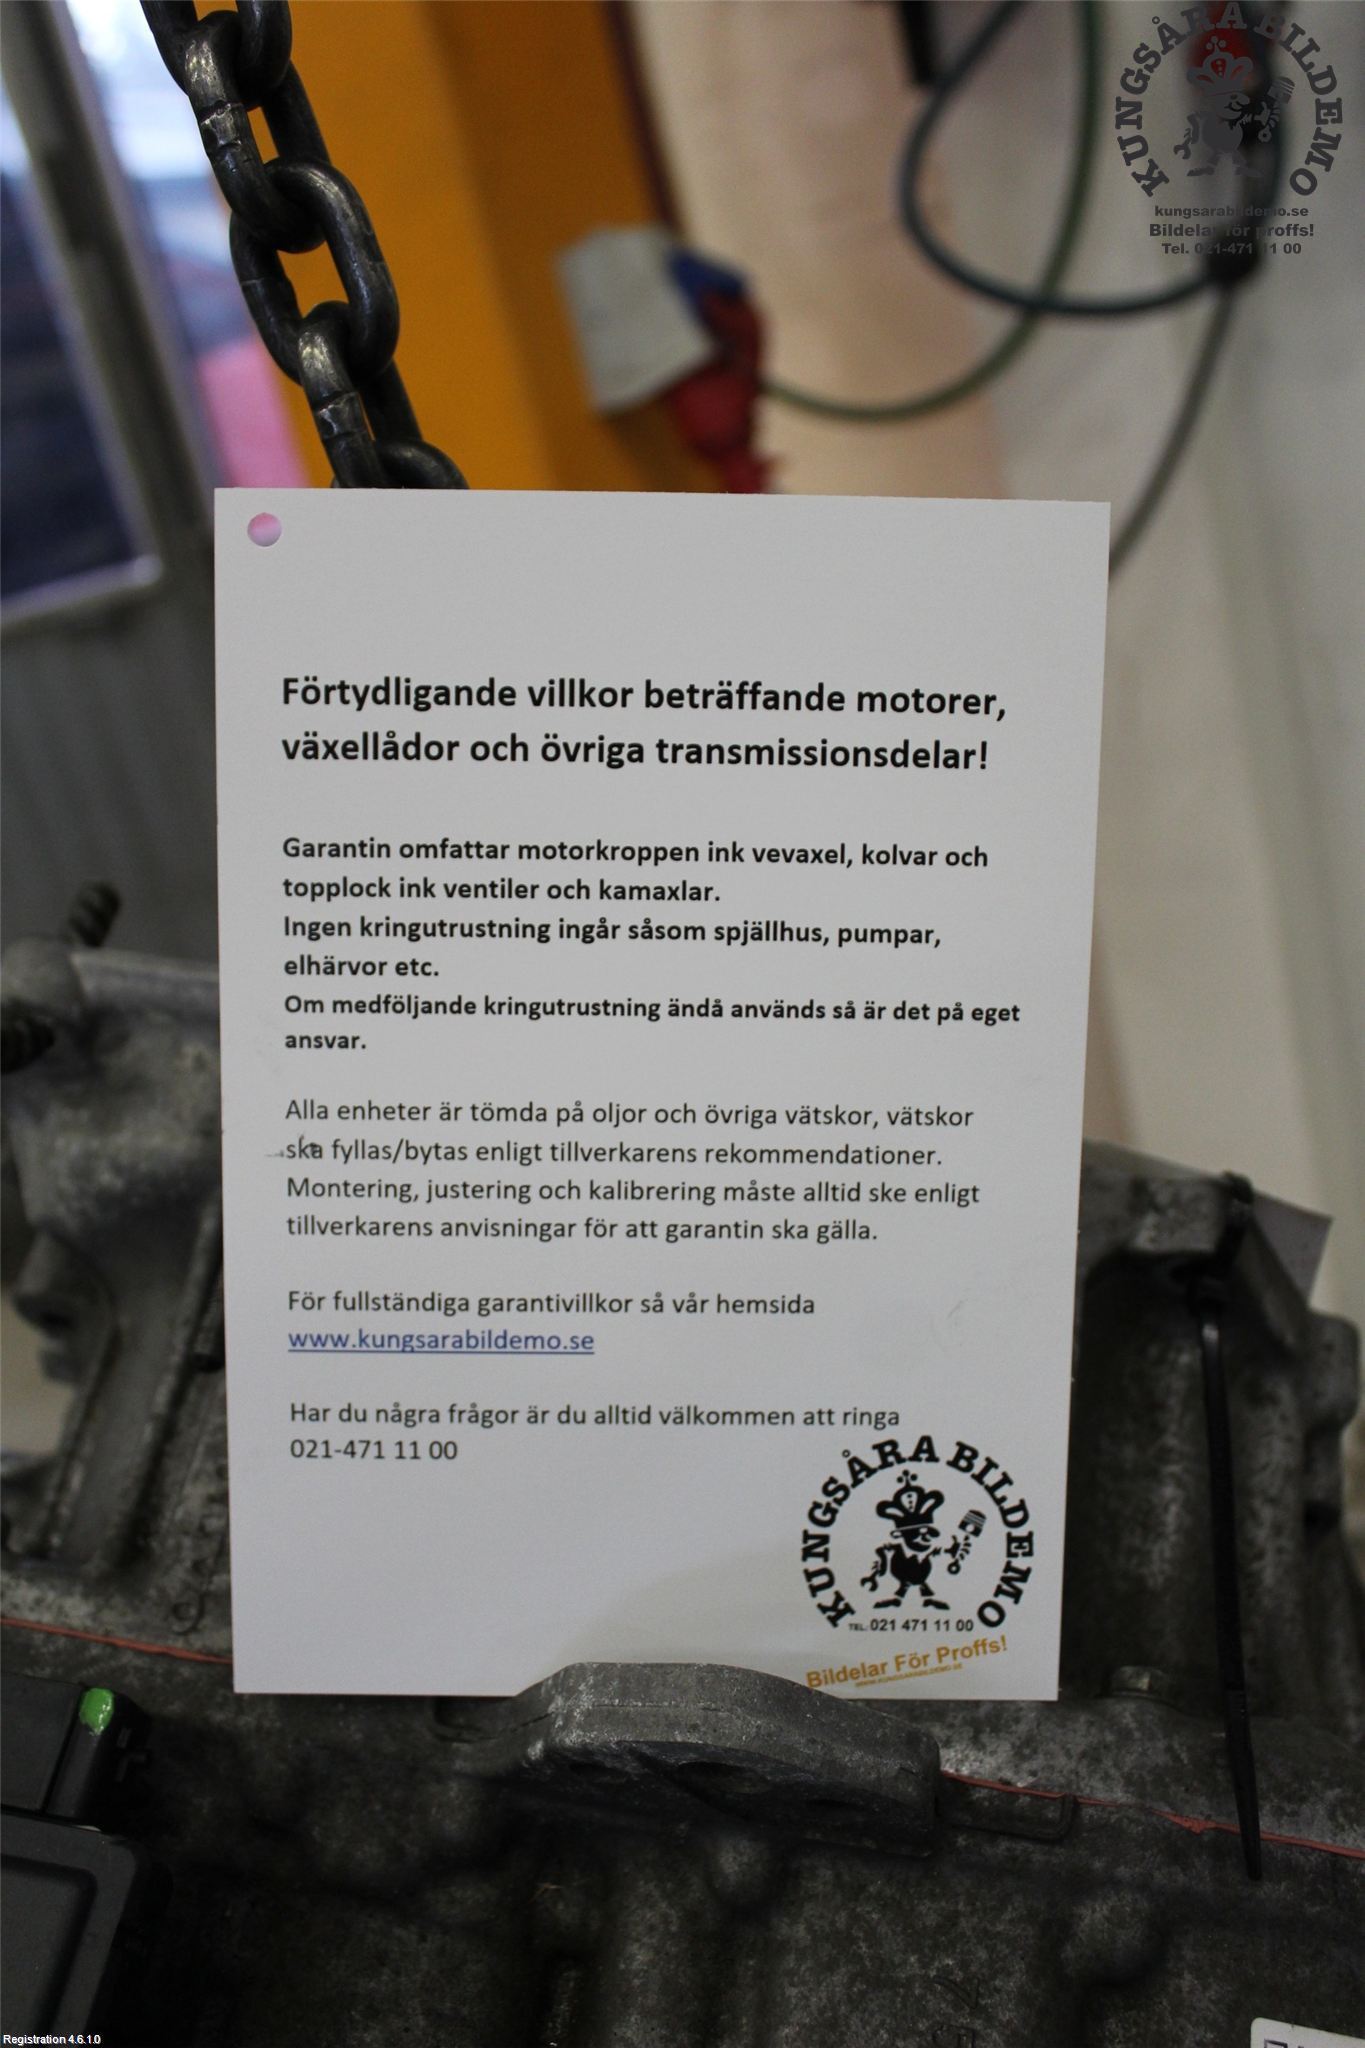 KUNGSÅRA BILDEMO
kungsarabildemo.se
Bildelar för proffs!
Tel. 021-471 11 00
Förtydligande villkor beträffande motorer,
växellådor och övriga transmissionsdelar!
Garantin omfattar motorkroppen ink vevaxel, kolvar och
topplock ink ventiler och kamaxlar.
Ingen kringutrustning ingår såsom spjällhus, pumpar,
elhärvor etc.
Om medföljande kringutrustning ändå används så är det på eget
ansvar.
Alla enheter är tömda på oljor och övriga vätskor, vätskor
ska fyllas/bytas enligt tillverkarens rekommendationer.
Montering, justering och kalibrering måste alltid ske enligt
tillverkarens anvisningar för att garantin ska gälla.
För fullständiga garantivillkor så vår hemsida
www.kungsarabildemo.se
Har du några frågor är du alltid välkommen att ringa
021-471 11 00
KUNGSÅRA BILDEMO
TEL. 021 471 11 00
Bildelar För Proffs!
WWW.KUNGSARABILDEMO.SE
Registration 4.6.1.0